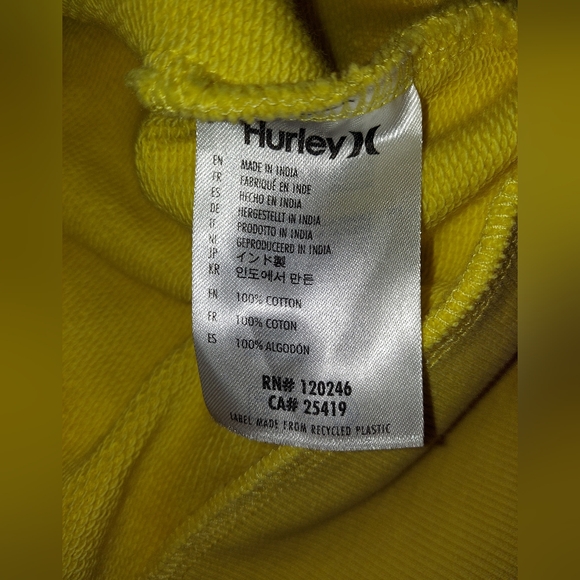 Hurley
EN MADE IN INDIA
FR FABRIQUÉ EN INDE
ES HECHO EN INDIA
DE HERGESTELLT IN INDIA
IT PRODOTTO IN INDIA
NL GEPRODUCEERD IN INDIA
JP インド製
KR 인도에서 만든
EN 100% COTTON
FR 100% COTON
ES 100% ALGODÓN
RN# 120246
CA# 25419
LABEL MADE FROM RECYCLED PLASTIC